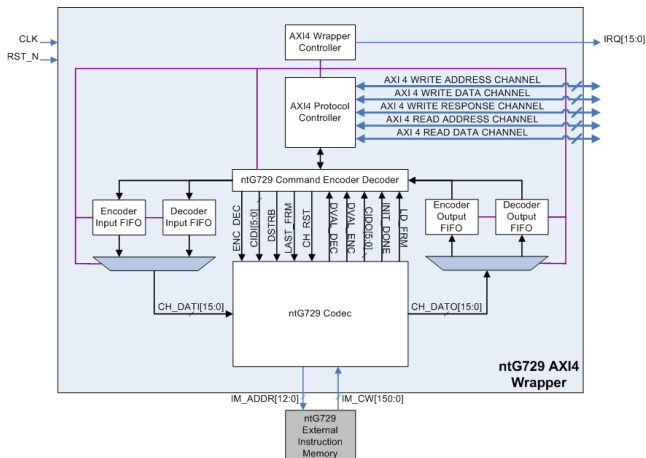 CLK
RST_N
AXI4 Wrapper
Controller
IRQ[15:0]
AXI4 Protocol
Controller
AXI 4 WRITE ADDRESS CHANNEL
AXI 4 WRITE DATA CHANNEL
AXI 4 WRITE RESPONSE CHANNEL
AXI 4 READ ADDRESS CHANNEL
AXI 4 READ DATA CHANNEL
ntG729 Command Encoder Decoder
Encoder
Input FIFO
Decoder
Input FIFO
ENC_DEC
CIDI[5:0]
DSTRB
LAST_FRM
CH_RST
DVAL_DEC
DVAL_ENC
CIDO[5:0]
INIT_DONE
LD_FRM
Encoder
Output
FIFO
Decoder
Output
FIFO
CH_DATI[15:0]
ntG729 Codec
CH_DATO[15:0]
ntG729 AXI4
Wrapper
IM_ADDR[12:0]
IM_CW[150:0]
ntG729
External
Instruction
Memory